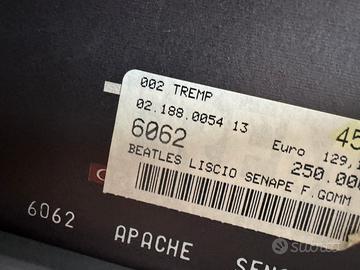 002 TREMP
02.188.0054 13
6062 Euro 129,
BEATLES LISCIO SENAPE F.GOMM
250.00
45
6062 APACHE SEN
subito